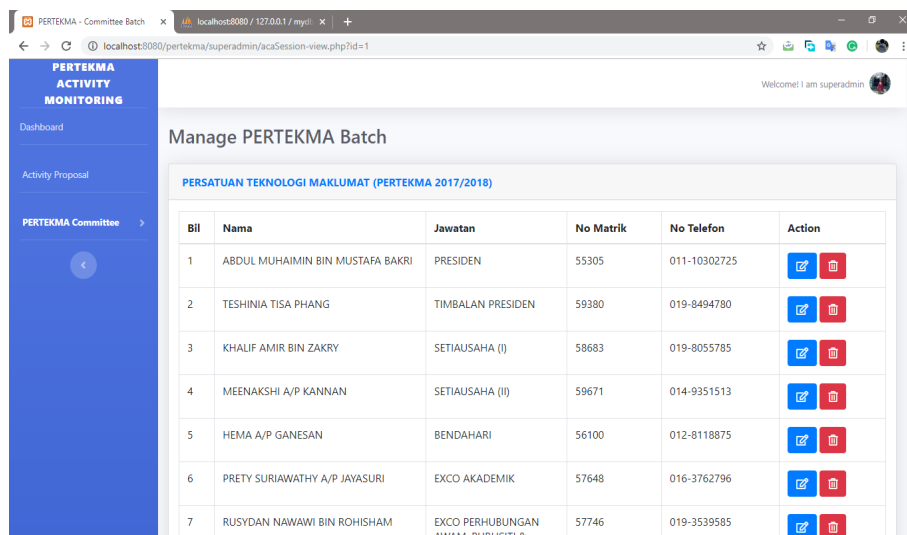 PERTEKMA - Committee Batch
localhost:8080 / 127.0.0.1 / mydb
localhost:8080/pertekma/superadmin/acaSession-view.php?id=1
PERTEKMA
ACTIVITY
MONITORING
Welcome! I am superadmin
Dashboard
Activity Proposal
PERTEKMA Committee
Manage PERTEKMA Batch
PERSATUAN TEKNOLOGI MAKLUMAT (PERTEKMA 2017/2018)
Bil Nama Jawatan No Matrik No Telefon Action
1 ABDUL MUHAIMIN BIN MUSTAFA BAKRI PRESIDEN 55305 011-10302725
2 TESHINIA TISA PHANG TIMBALAN PRESIDEN 59380 019-8494780
3 KHALIF AMIR BIN ZAKRY SETIAUSAHA (I) 58683 019-8055785
4 MEENAKSHI A/P KANNAN SETIAUSAHA (II) 59671 014-9351513
5 HEMA A/P GANESAN BENDAHARI 56100 012-8118875
6 PRETY SURIAWATHY A/P JAYASURI EXCO AKADEMIK 57648 016-3762796
7 RUSYDAN NAWAWI BIN ROHISHAM EXCO PERHUBUNGAN 57746 019-3539585
AWAM, PUBLISITI &